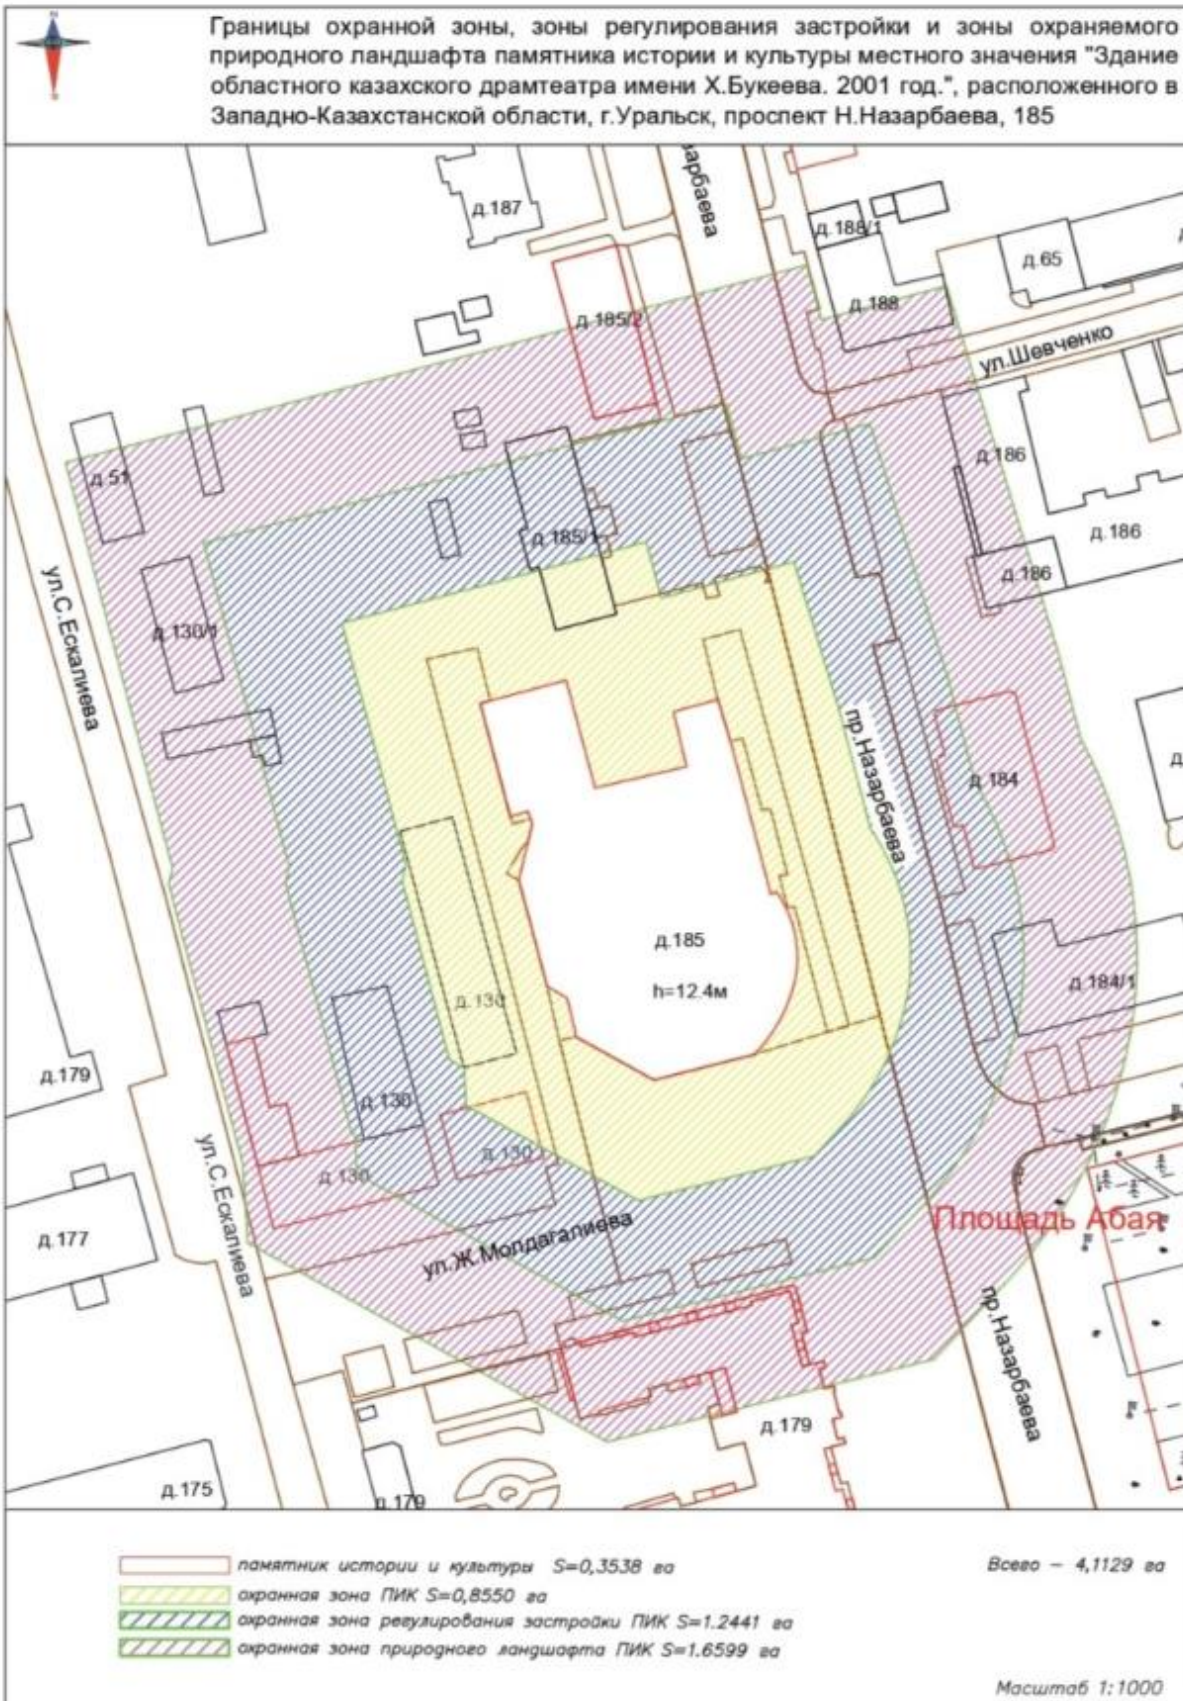 Границы охранной зоны, зоны регулирования застройки и зоны охраняемого
природного ландшафта памятника истории и культуры местного значения "Здание
областного казахского драмтеатра имени Х.Букеева. 2001 год.", расположенного в
Западно-Казахстанской области, г.Уральск, проспект Н.Назарбаева, 185
зарбаева
д.187
д.188/1
д.65
д.188
д.185/2
ул.Шевченко
д.186
д.51
д.185/1
д.186
д.186
ул.С.Ескалиева
д.130/1
пр.Назарбаева
д.184
д.185
h=12.4м
д.130
д.184/1
д.179
д.130
ул.С.Ескалиева
д.130
д.130
Площадь Абая
д.177
ул.Ж.Молдагалиева
пр.Назарбаева
д.179
д.175
д.179
памятник истории и культуры S=0,3538 га
Всего – 4,1129 га
охранная зона ПИК S=0,8550 га
охранная зона регулирования застройки ПИК S=1.2441 га
охранная зона природного ландшафта ПИК S=1.6599 га
Масштаб 1:1000